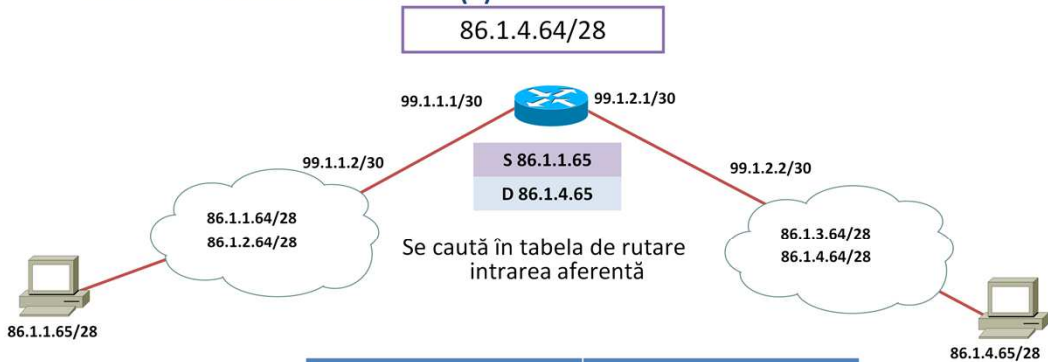 86.1.4.64/28
99.1.1.1/30
99.1.2.1/30
99.1.1.2/30
S 86.1.1.65
D 86.1.4.65
99.1.2.2/30
86.1.1.64/28
86.1.2.64/28
Se caută în tabela de rutare
intrarea aferentă
86.1.3.64/28
86.1.4.64/28
86.1.1.65/28
86.1.4.65/28